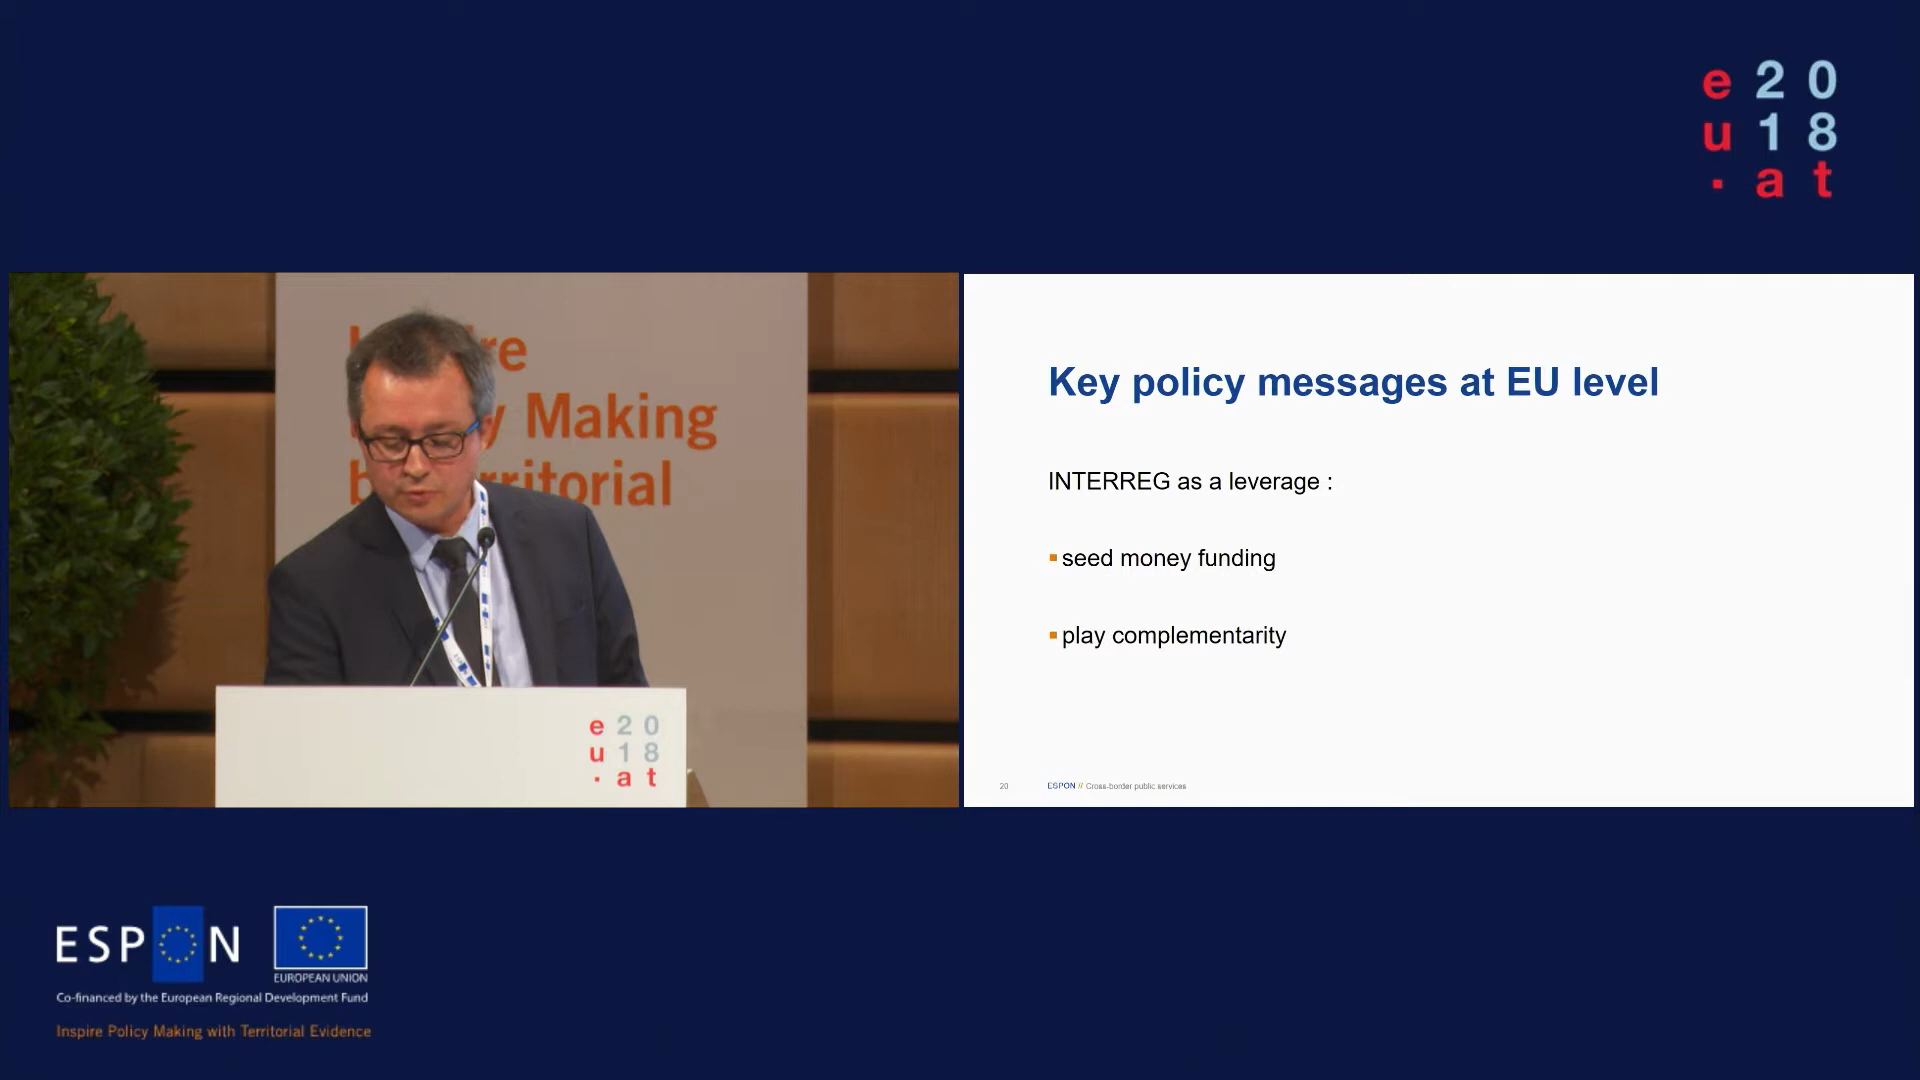 e 2 0
u 1 8
. a t
re
y Making
b rritorial
e 2 0
u 1 8
. a t
Key policy messages at EU level
INTERREG as a leverage :
seed money funding
play complementarity
20 ESPON // Cross-border public services
ESPON
EUROPEAN UNION
Co-financed by the European Regional Development Fund
Inspire Policy Making with Territorial Evidence